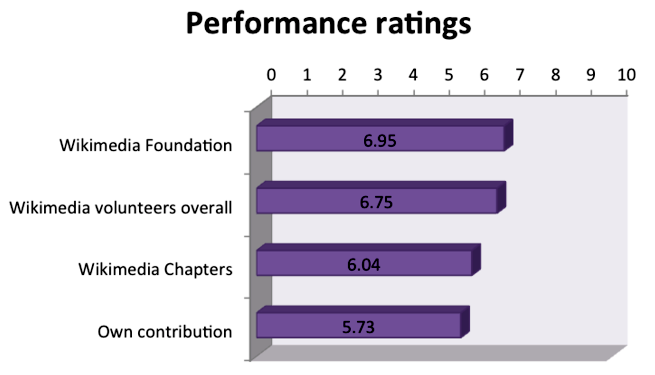 Performance ratings
0 1 2 3 4 5 6 7 8 9 10
Wikimedia Foundation 6.95
Wikimedia volunteers overall 6.75
Wikimedia Chapters 6.04
Own contribution 5.73